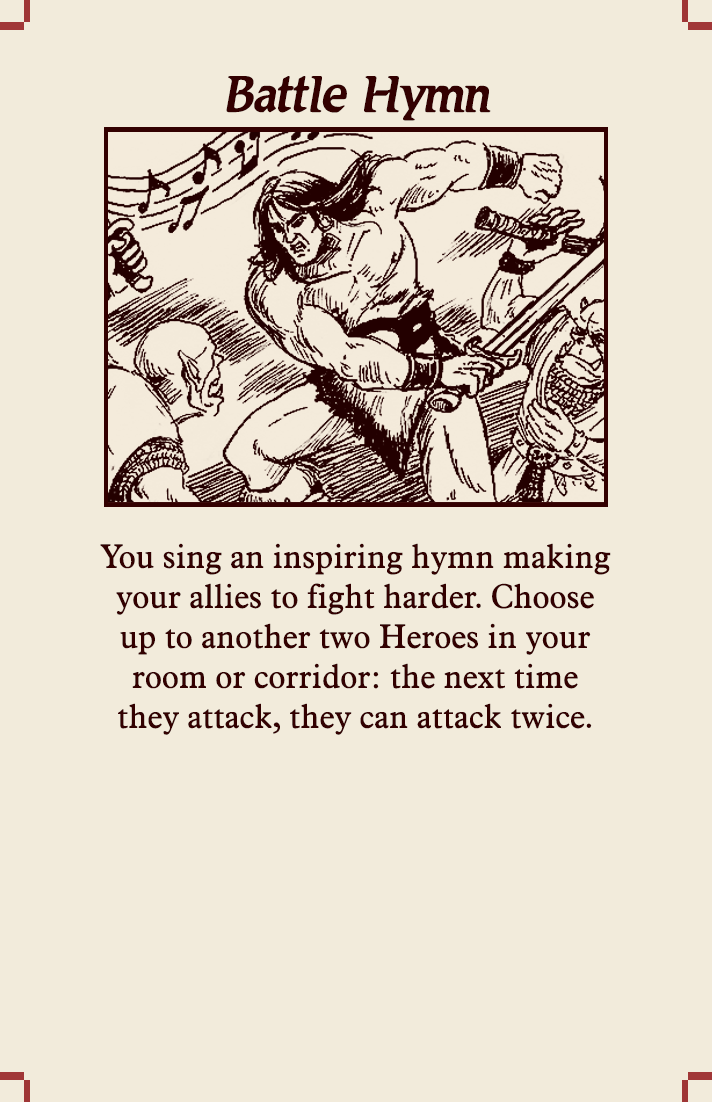 Battle Hymn
You sing an inspiring hymn making
your allies to fight harder. Choose
up to another two Heroes in your
room or corridor: the next time
they attack, they can attack twice.